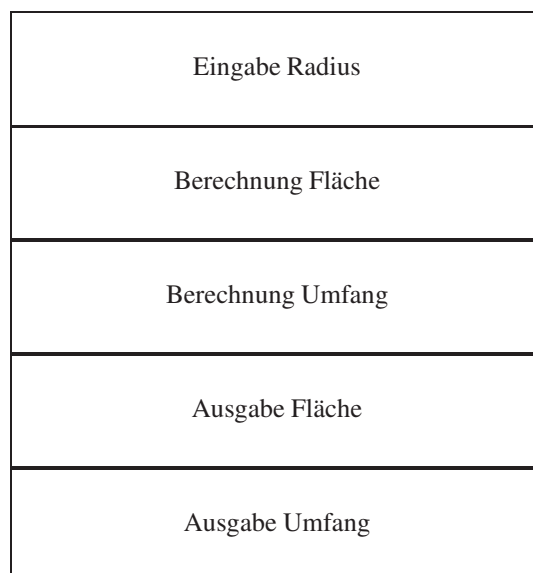 Eingabe Radius
Berechnung Fläche
Berechnung Umfang
Ausgabe Fläche
Ausgabe Umfang